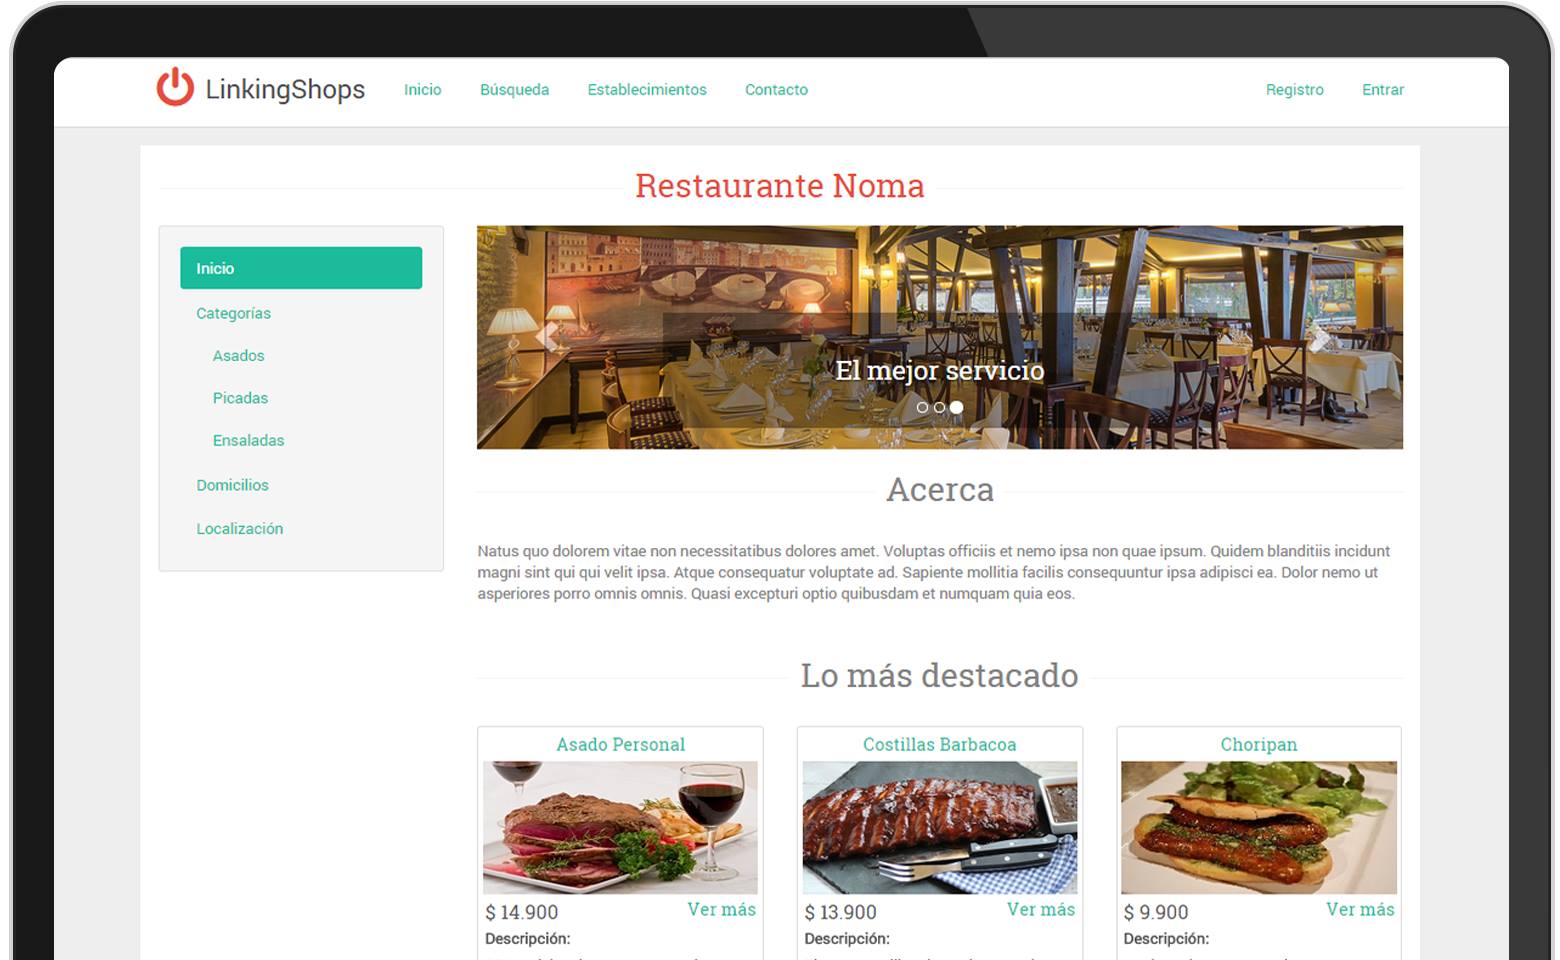 LinkingShops Inicio Búsqueda Establecimientos Contacto Registro Entrar
Restaurante Noma
Inicio
Categorías
Asados
Picadas
Ensaladas
Domicilios
Localización
El mejor servicio
Acerca
Natus quo dolorem vitae non necessitatibus dolores amet. Voluptas officiis et nemo ipsa non quae ipsum. Quidem blanditiis incidunt
magni sint qui qui velit ipsa. Atque consequatur voluptate ad. Sapiente mollitia facilis consequuntur ipsa adipisci ea. Dolor nemo ut
asperiores porro omnis omnis. Quasi excepturi optio quibusdam et numquam quia eos.
Lo más destacado
Asado Personal
$ 14.900 Ver más
Descripción:
Costillas Barbacoa
$ 13.900 Ver más
Descripción:
Choripan
$ 9.900 Ver más
Descripción: